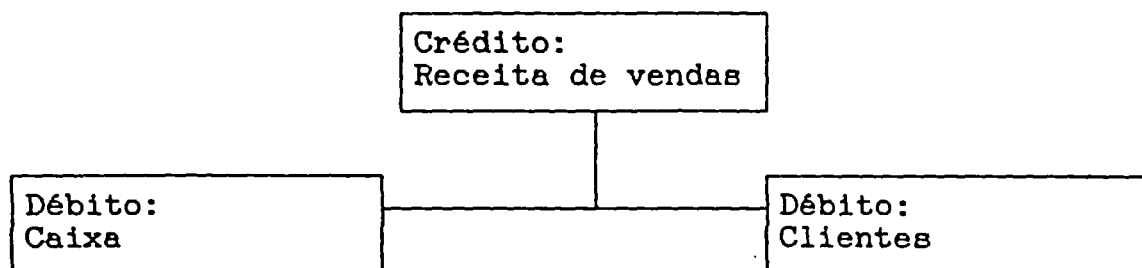 Crédito:
Receita de vendas
Débito:
Caixa
Débito:
Clientes